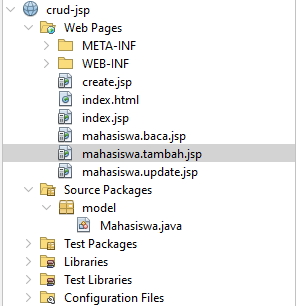 crud-jsp
Web Pages
META-INF
WEB-INF
create.jsp
index.html
index.jsp
mahasiswa.baca.jsp
mahasiswa.tambah.jsp
mahasiswa.update.jsp
Source Packages
model
Mahasiswa.java
Test Packages
Libraries
Test Libraries
Configuration Files